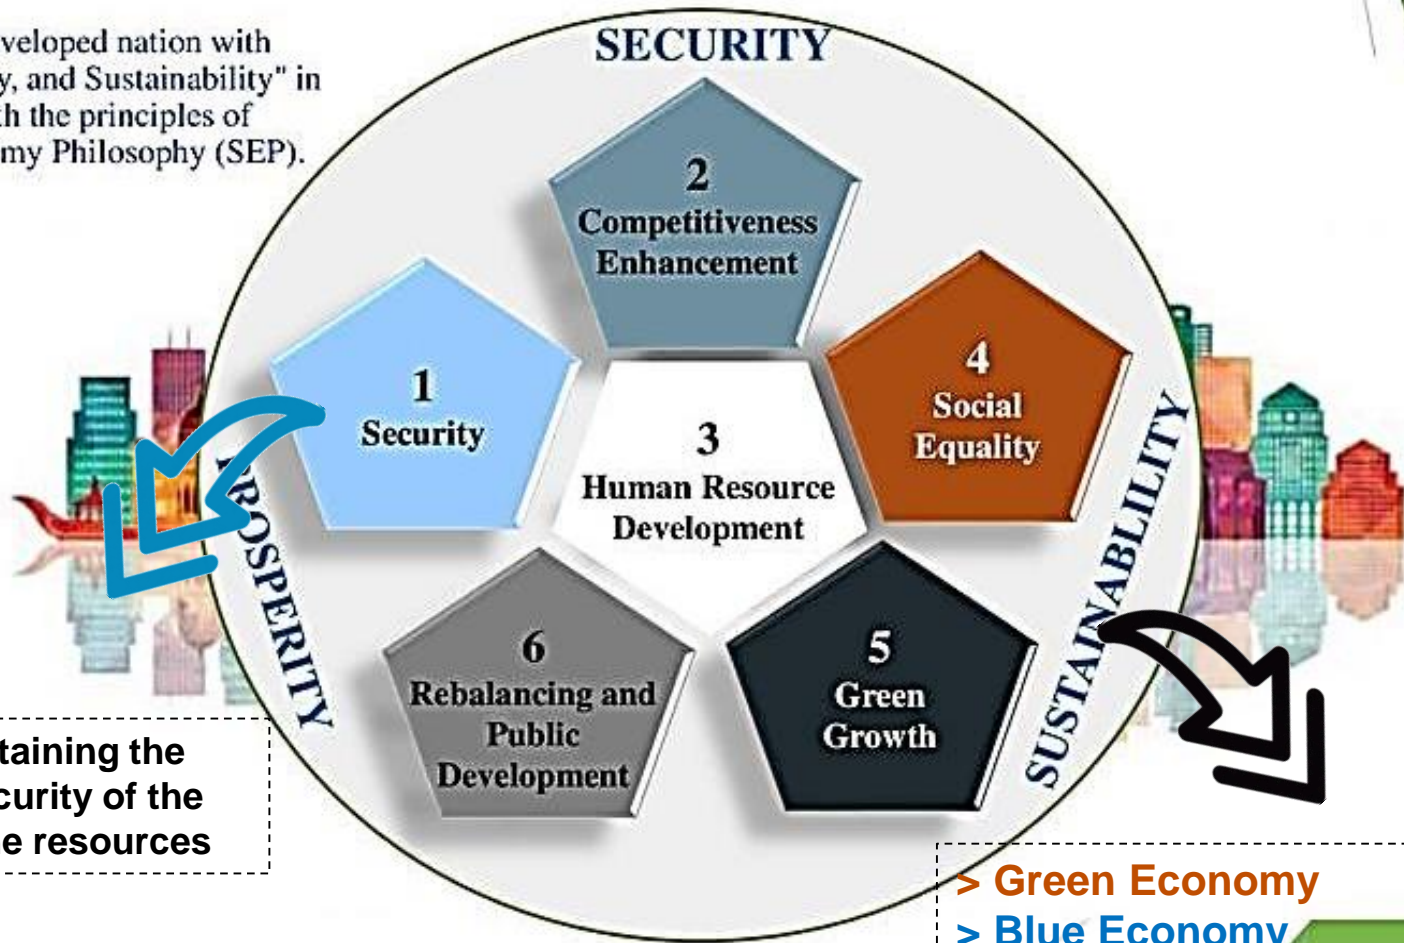 veloped nation with
y, and Sustainability" in
h the principles of
my Philosophy (SEP).
SECURITY
2
Competitiveness
Enhancement
1
Security
4
Social
Equality
3
Human Resource
Development
PROSPERITY
SUSTAINABLILITY
6
Rebalancing and
Public
Development
5
Green
Growth
taining the
curity of the
e resources
> Green Economy
> Blue Economy